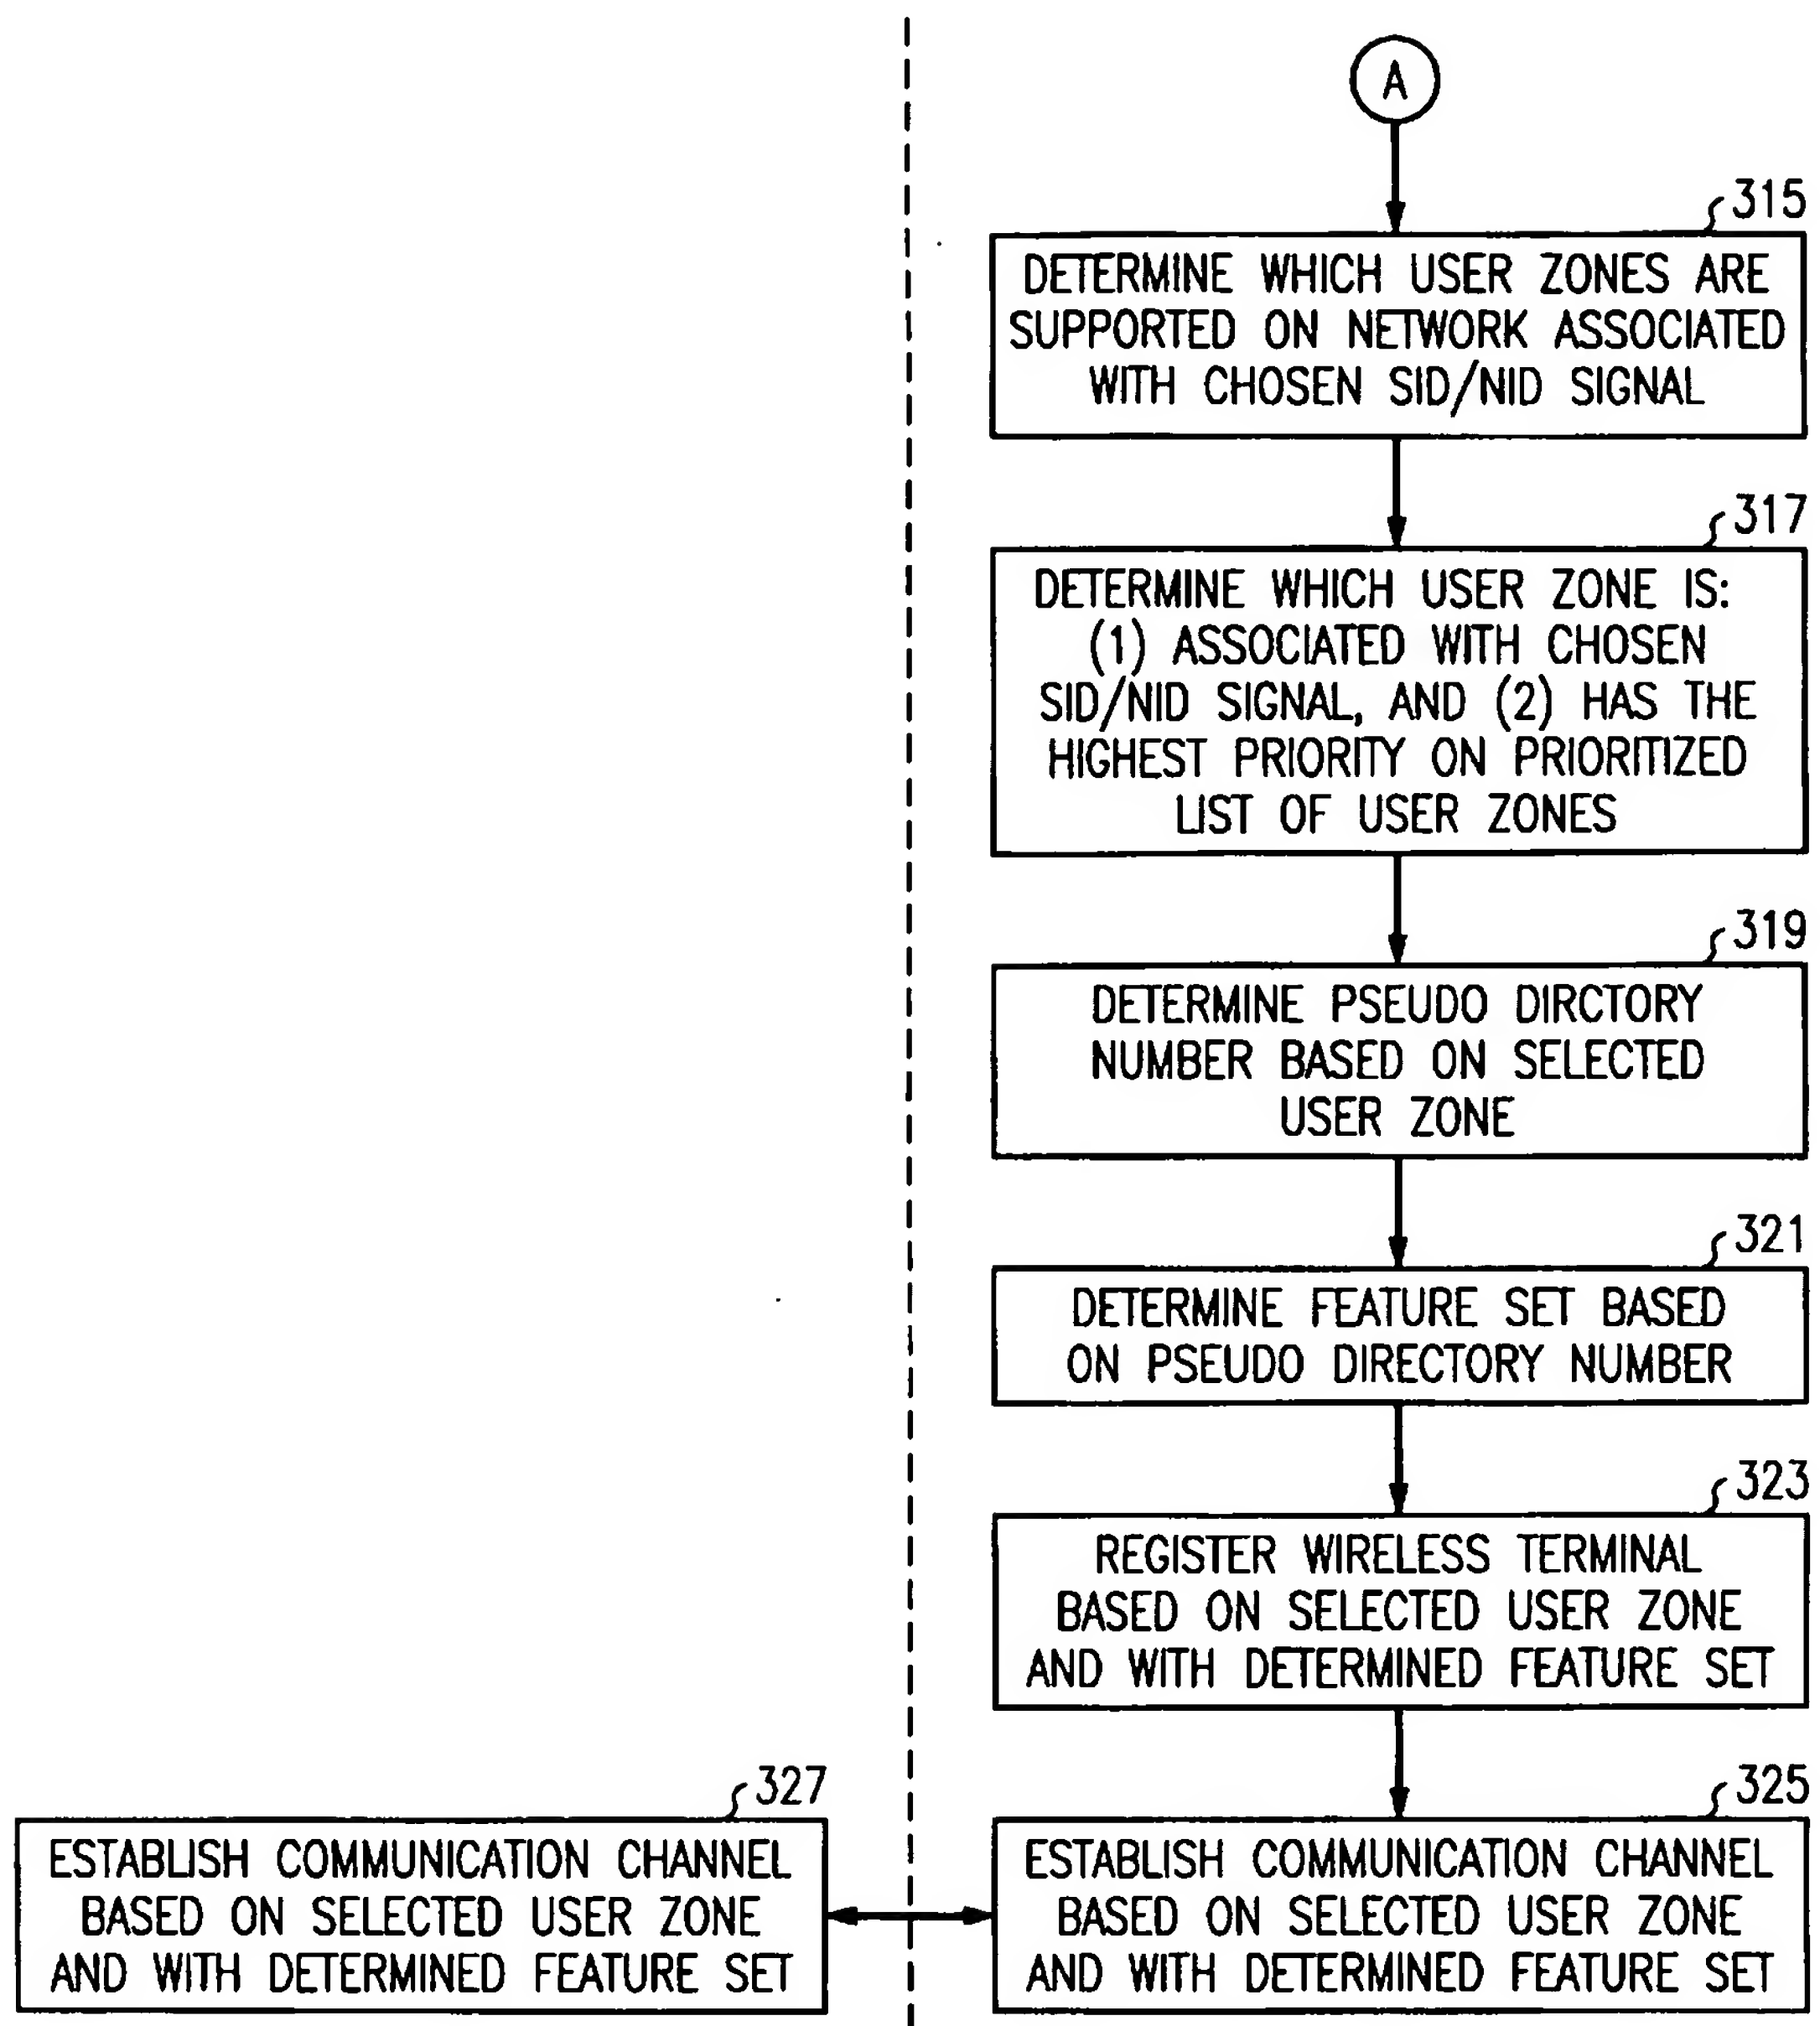 A
315
DETERMINE WHICH USER ZONES ARE
SUPPORTED ON NETWORK ASSOCIATED
WITH CHOSEN SID/NID SIGNAL
317
DETERMINE WHICH USER ZONE IS:
(1) ASSOCIATED WITH CHOSEN
SID/NID SIGNAL, AND (2) HAS THE
HIGHEST PRIORITY ON PRIORITIZED
LIST OF USER ZONES
319
DETERMINE PSEUDO DIRCTORY
NUMBER BASED ON SELECTED
USER ZONE
321
DETERMINE FEATURE SET BASED
ON PSEUDO DIRECTORY NUMBER
323
REGISTER WIRELESS TERMINAL
BASED ON SELECTED USER ZONE
AND WITH DETERMINED FEATURE SET
327
ESTABLISH COMMUNICATION CHANNEL
BASED ON SELECTED USER ZONE
AND WITH DETERMINED FEATURE SET
325
ESTABLISH COMMUNICATION CHANNEL
BASED ON SELECTED USER ZONE
AND WITH DETERMINED FEATURE SET